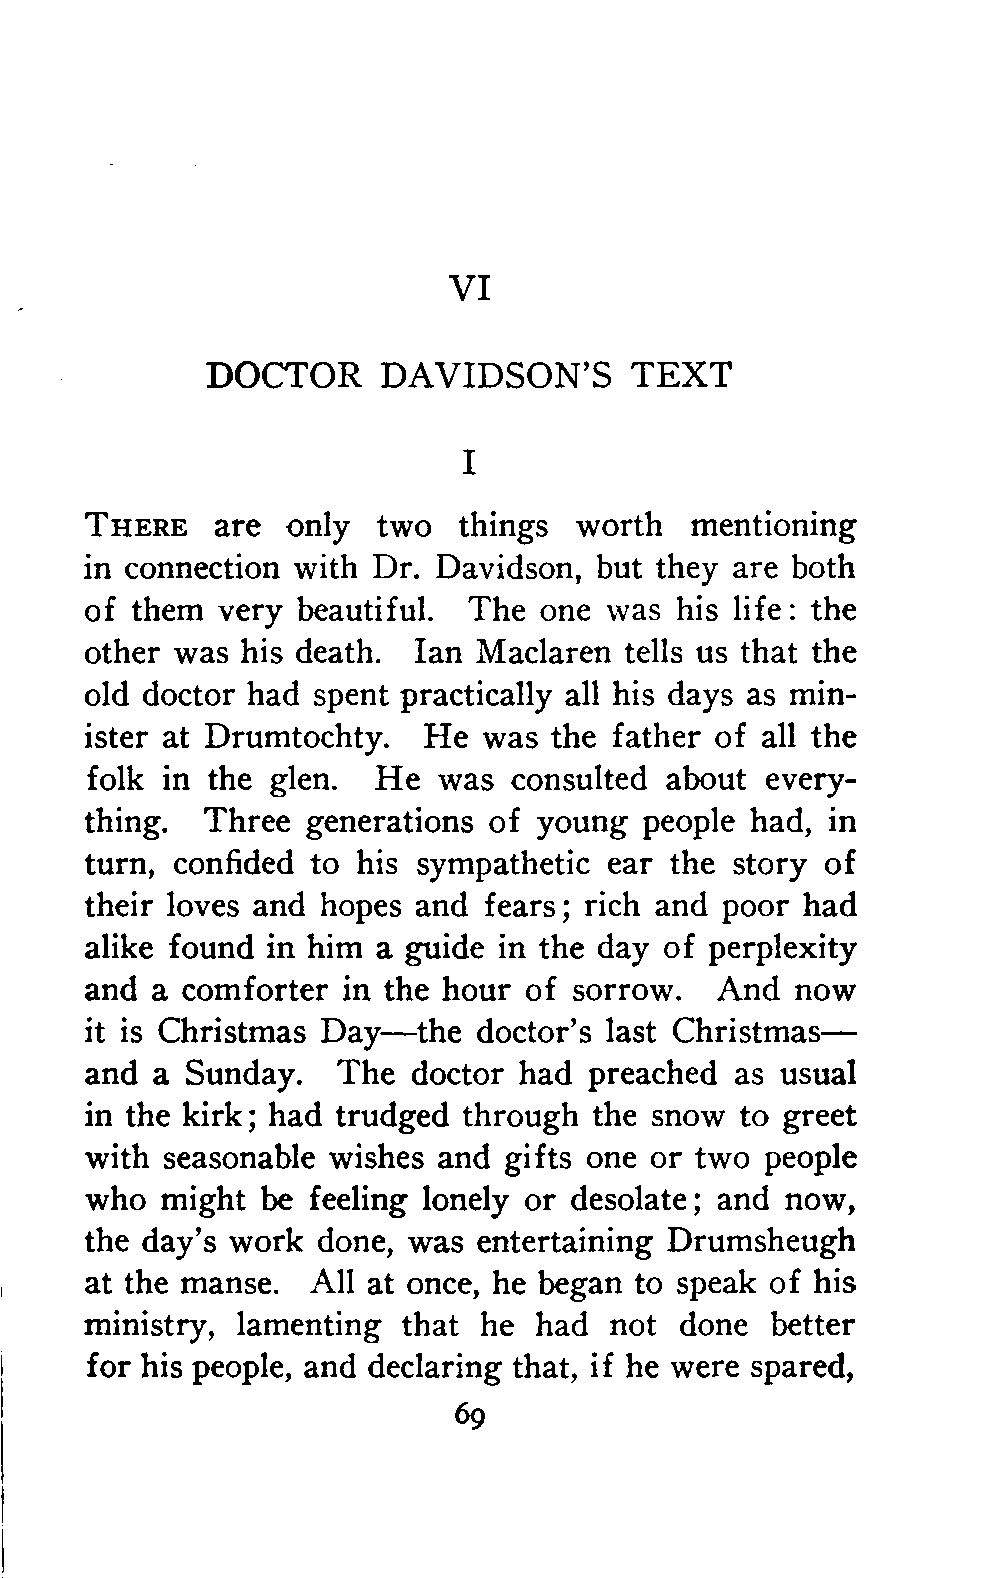 VI
DOCTOR DAVIDSON'S TEXT
I
THERE are only two things worth mentioning
in connection with Dr. Davidson, but they are both
of them very beautiful. The one was his life: the
other was his death. Ian Maclaren tells us that the
old doctor had spent practically all his days as min-
ister at Drumtochty. He was the father of all the
folk in the glen. He was consulted about every-
thing. Three generations of young people had, in
turn, confided to his sympathetic ear the story of
their loves and hopes and fears; rich and poor had
alike found in him a guide in the day of perplexity
and a comforter in the hour of sorrow. And now
it is Christmas Day—the doctor's last Christmas—
and a Sunday. The doctor had preached as usual
in the kirk; had trudged through the snow to greet
with seasonable wishes and gifts one or two people
who might be feeling lonely or desolate; and now,
the day's work done, was entertaining Drumsheugh
at the manse. All at once, he began to speak of his
ministry, lamenting that he had not done better
for his people, and declaring that, if he were spared,
69